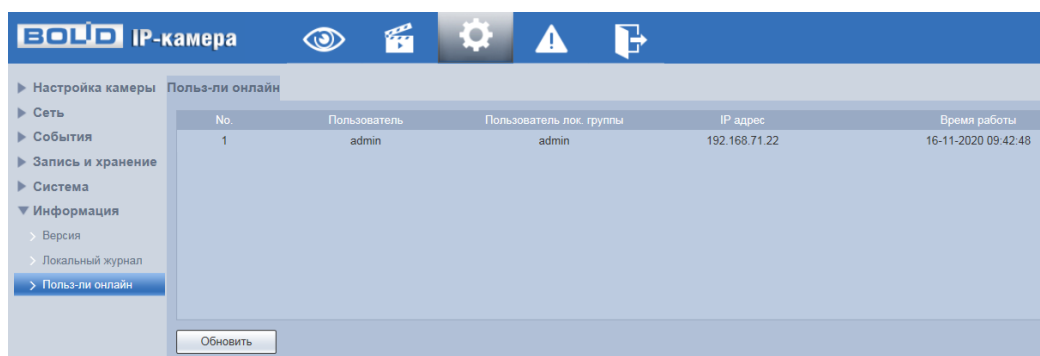 BOLID IP-камера
Настройка камеры Польз-ли онлайн
Сеть
No. Пользователь Пользователь лок. группы IP адрес Время работы
События
1 admin admin 192.168.71.22 16-11-2020 09:42:48
Запись и хранение
Система
Информация
Версия
Локальный журнал
Польз-ли онлайн
Обновить